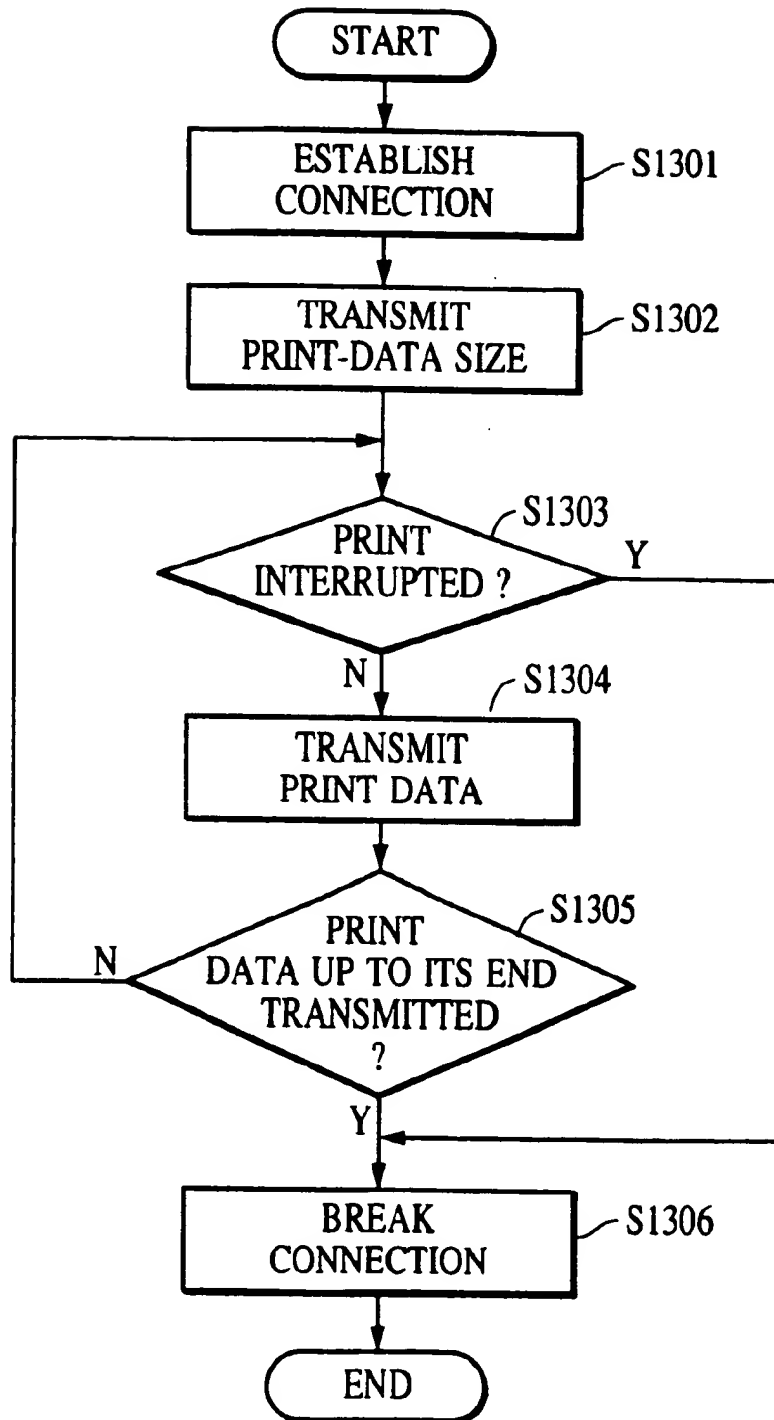 START
ESTABLISH
CONNECTION
S1301
TRANSMIT
PRINT-DATA SIZE
S1302
S1303
PRINT
INTERRUPTED ?
Y
N
S1304
TRANSMIT
PRINT DATA
S1305
PRINT
DATA UP TO ITS END
TRANSMITTED
?
N
Y
BREAK
CONNECTION
S1306
END